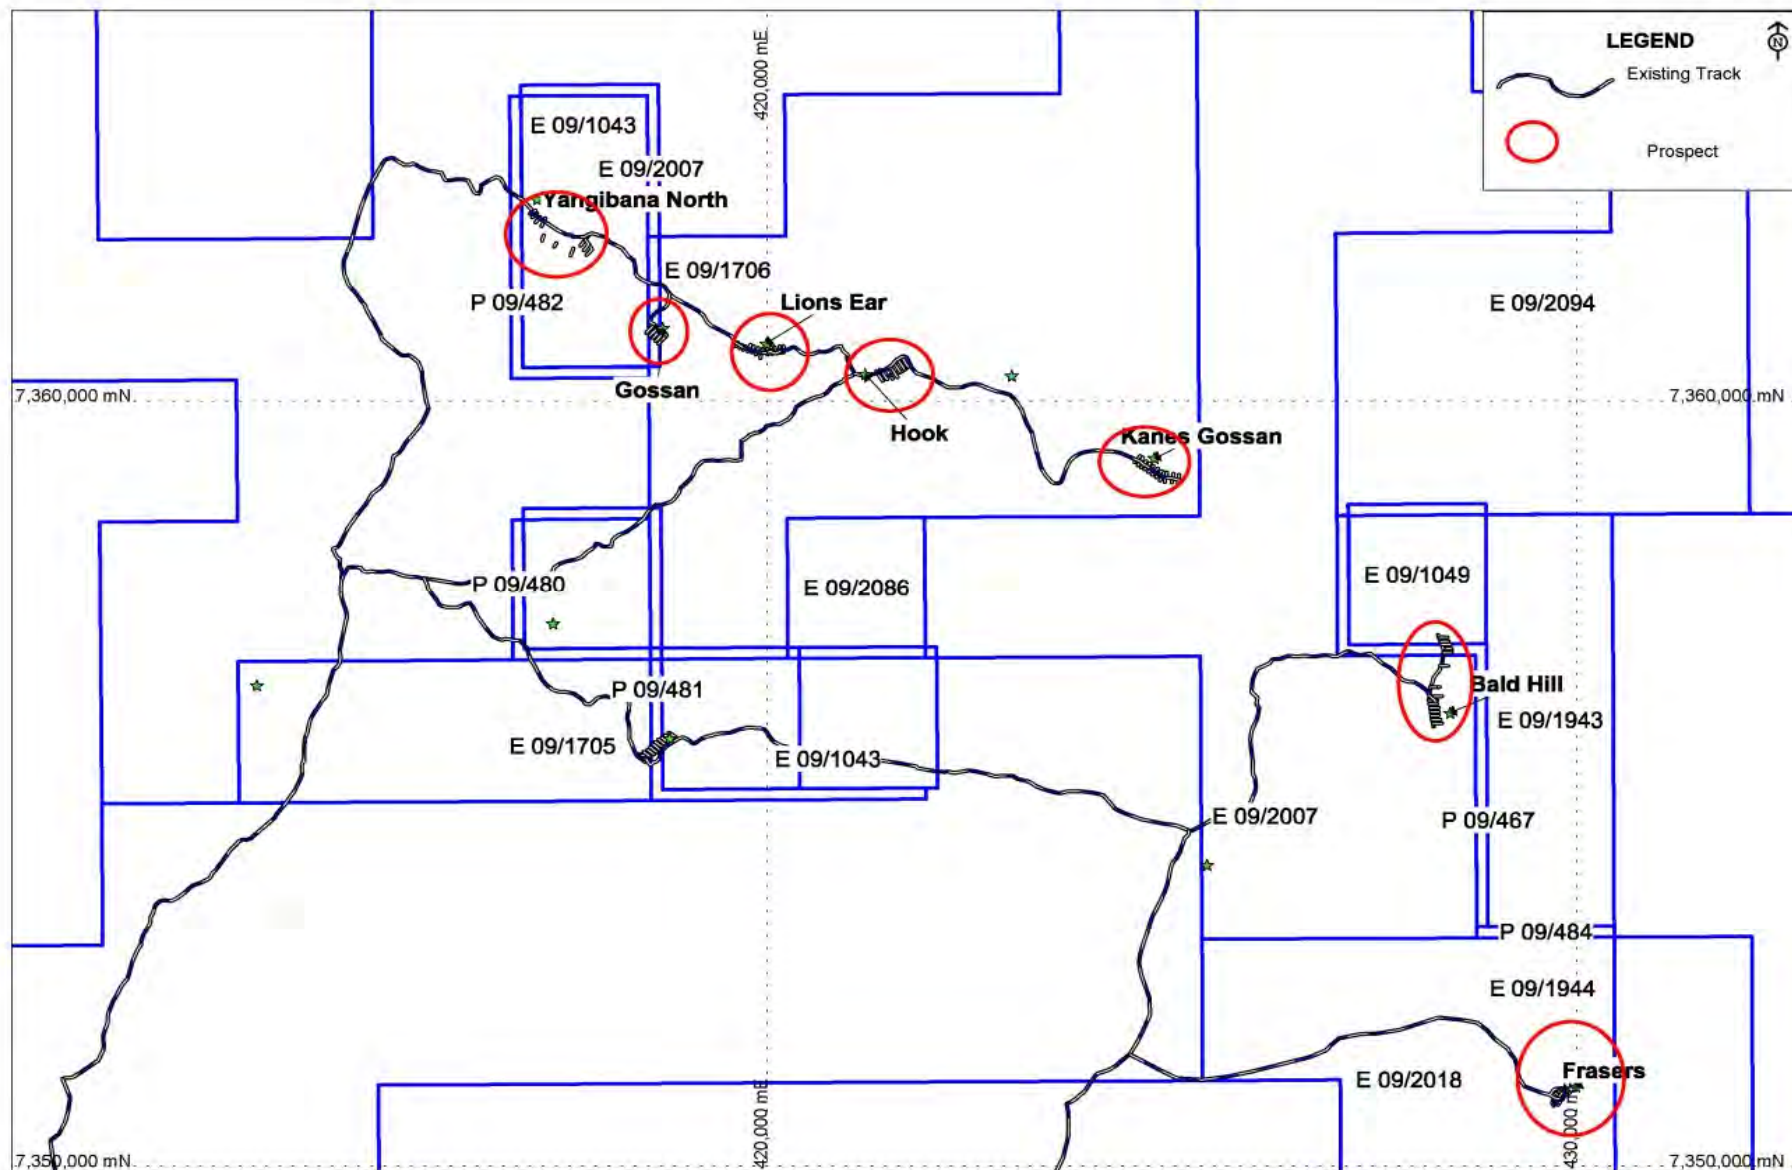 LEGEND
N
Existing Track
Prospect
420,000 mE
E 09/1043
E 09/2007
Yangibana North
E 09/1706
P 09/482
Lions Ear
E 09/2094
Gossan
7,360,000 mN
7,360,000 mN
Hook
Kanes Gossan
P 09/480
E 09/2086
E 09/1049
P 09/481
Bald Hill
E 09/1943
E 09/1705
E 09/1043
E 09/2007
P 09/467
P 09/484
E 09/1944
E 09/2018
Frasers
420,000 mE
430,000 m
7,350,000 mN
7,350,000 mN